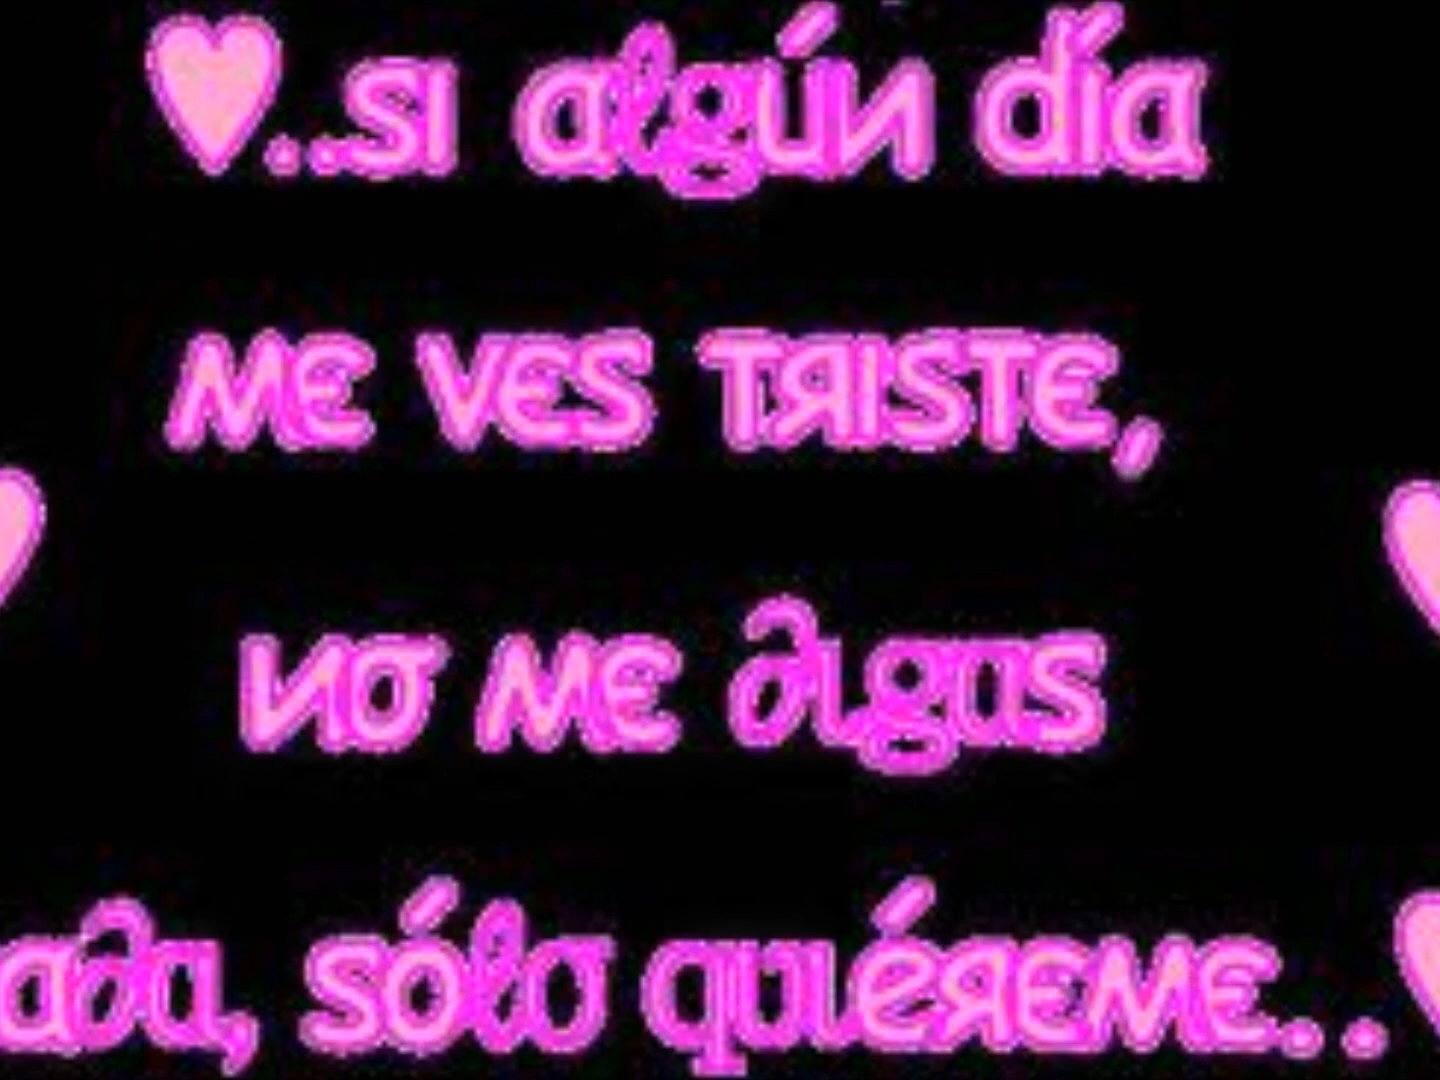 ♥..si algún día
me ves triste,
no me digas
ada, sólo quiéreme..♥